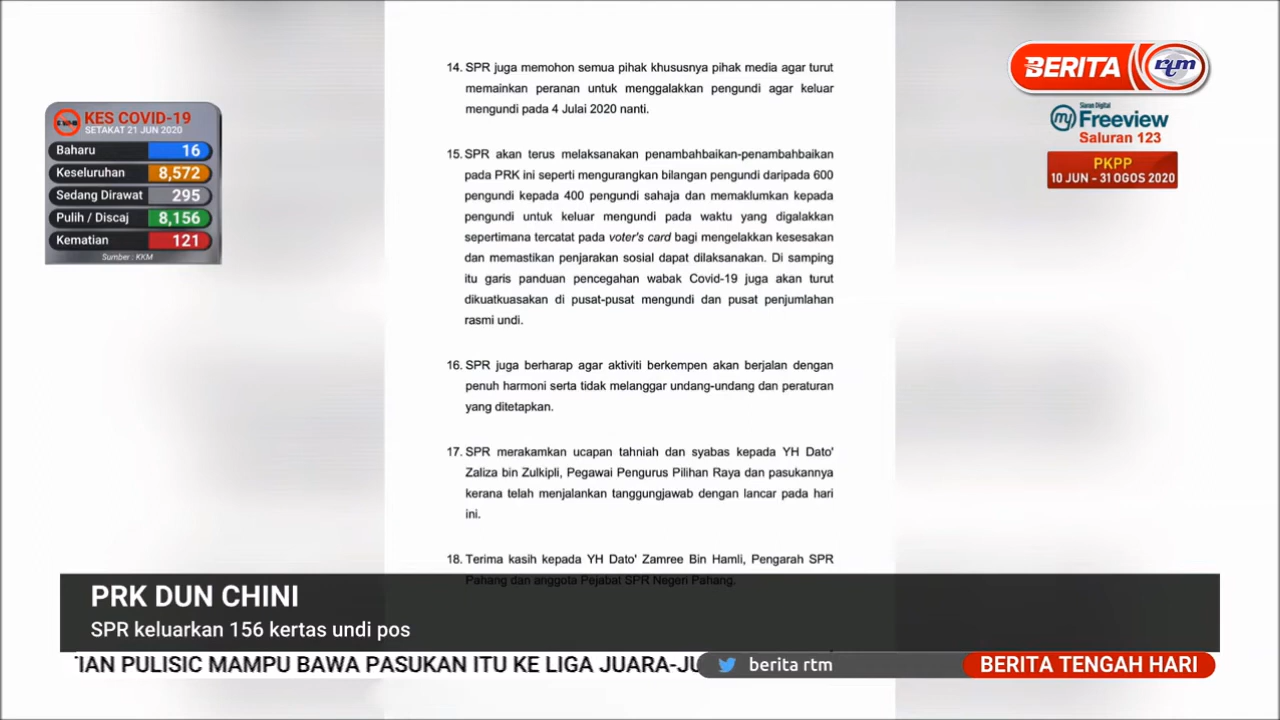 14. SPR juga memohon semua pihak khususnya pihak media agar turut
memainkan peranan untuk menggalakkan pengundi agar keluar
mengundi pada 4 Julai 2020 nanti.
15. SPR akan terus melaksanakan penambahbaikan-penambahbaikan
pada PRK ini seperti mengurangkan bilangan pengundi daripada 600
pengundi kepada 400 pengundi sahaja dan memaklumkan kepada
pengundi untuk keluar mengundi pada waktu yang digalakkan
sepertimana tercatat pada voter's card bagi mengelakkan kesesakan
dan memastikan penjarakan sosial dapat dilaksanakan. Di samping
itu garis panduan pencegahan wabak Covid-19 juga akan turut
dikuatkuasakan di pusat-pusat mengundi dan pusat penjumlahan
rasmi undi.
16. SPR juga berharap agar aktiviti berkempen akan berjalan dengan
penuh harmoni serta tidak melanggar undang-undang dan peraturan
yang ditetapkan.
17. SPR merakamkan ucapan tahniah dan syabas kepada YH Dato'
Zaliza bin Zulkipli, Pegawai Pengurus Pilihan Raya dan pasukannya
kerana telah menjalankan tanggungjawab dengan lancar pada hari
ini.
18. Terima kasih kepada YH Dato' Zamree Bin Hamli, Pengarah SPR
Pahang dan anggota Pejabat SPR Negeri Pahang.
KES COVID-19
SETAKAT 21 JUN 2020
Baharu 16
Keseluruhan 8,572
Sedang Dirawat 295
Pulih / Discaj 8,156
Kematian 121
Sumber : KKM
BERITA rtm
Siaran Digital
my Freeview
Saluran 123
PKPP
10 JUN - 31 OGOS 2020
PRK DUN CHINI
SPR keluarkan 156 kertas undi pos
IAN PULISIC MAMPU BAWA PASUKAN ITU KE LIGA JUARA-JU
berita rtm
BERITA TENGAH HARI